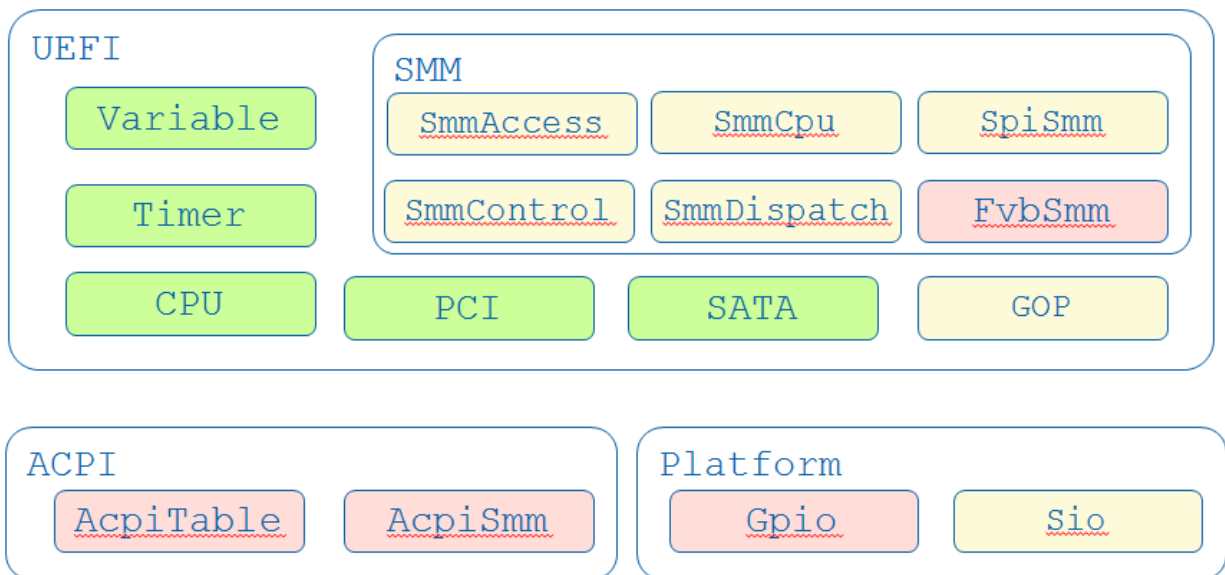 UEFI
SMM
Variable
SmmAccess
SmmCpu
SpiSmm
Timer
SmmControl
SmmDispatch
FvbSmm
CPU
PCI
SATA
GOP
ACPI
AcpiTable
AcpiSmm
Platform
Gpio
Sio